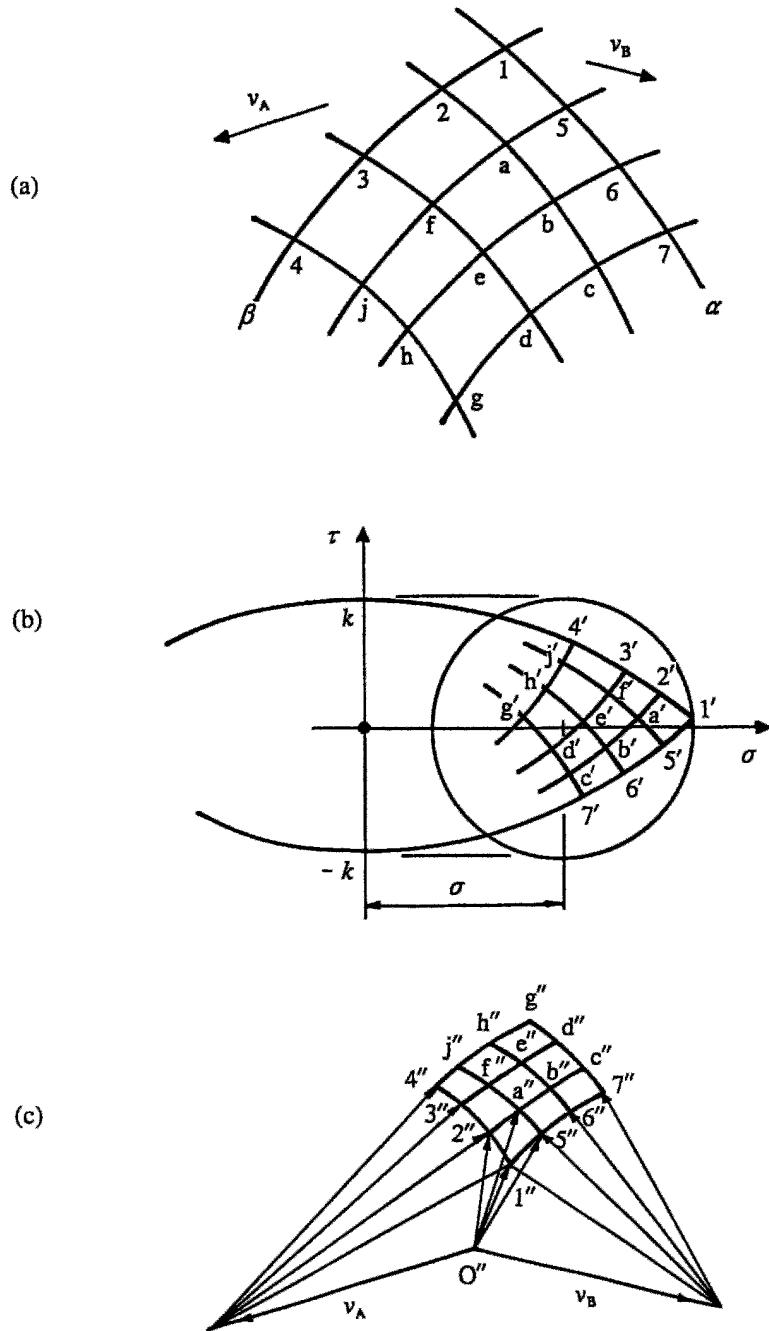 (a)
v_A
v_B
1
2
5
3
a
6
f
b
4
e
7
β
j
c
α
h
d
g
(b)
τ
k
4′
j′
3′
f′
2′
h′
1′
g′
e′
a′
d′
b′
5′
σ
c′
6′
7′
- k
σ
(c)
g″
h″
d″
j″
e″
c″
4″
f″
b″
7″
a″
3″
6″
2″
5″
1″
O″
v_A
v_B